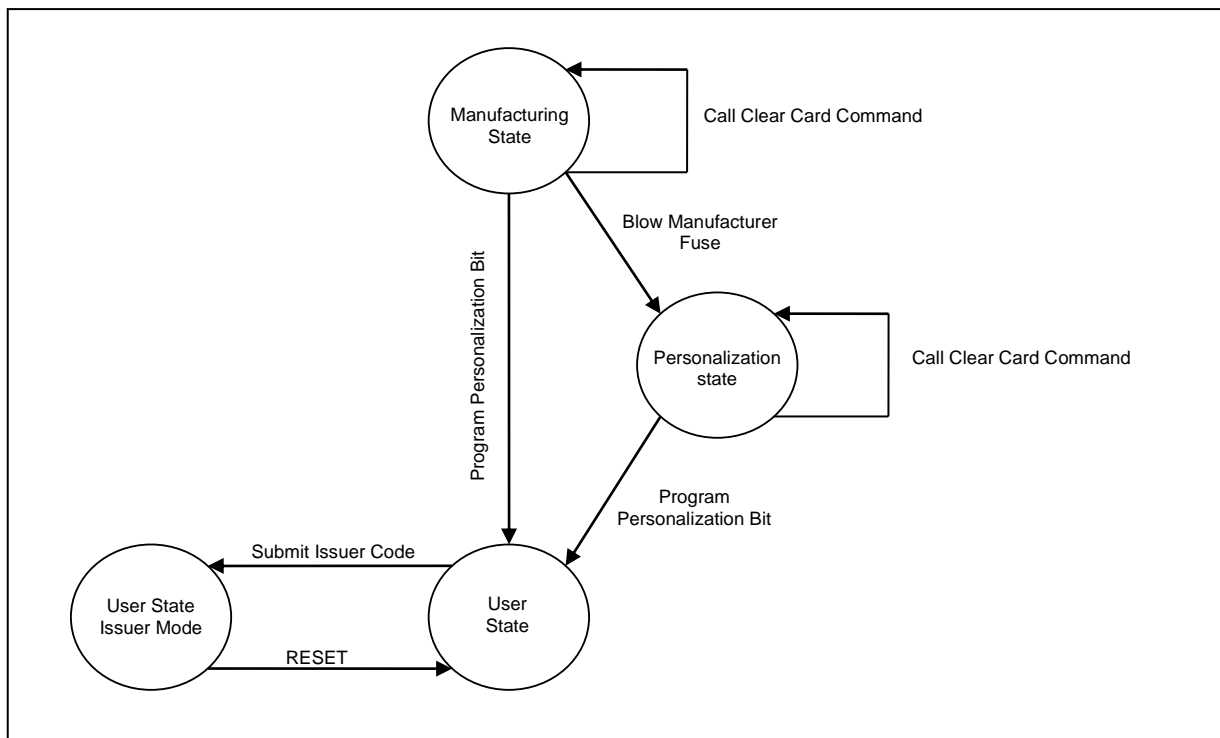 Manufacturing
State
Call Clear Card Command
Blow Manufacturer
Fuse
Program Personalization Bit
Personalization
state
Call Clear Card Command
Program
Personalization Bit
Submit Issuer Code
User State
Issuer Mode
User
State
RESET